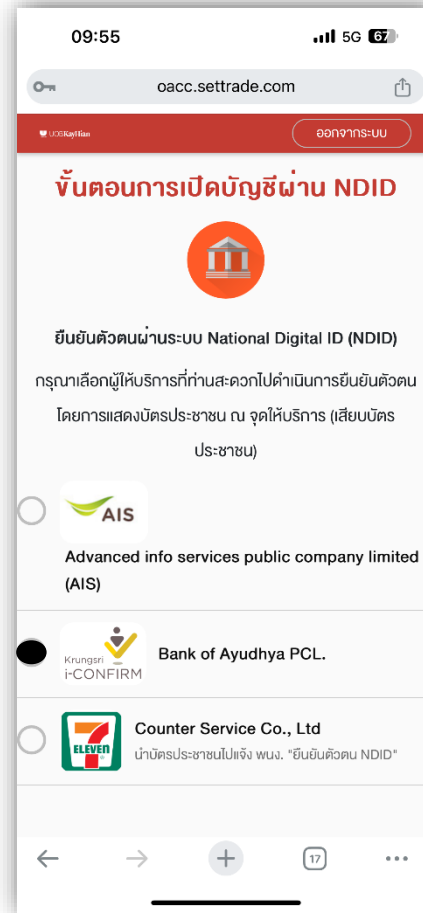 09:55
5G 67
oacc.settrade.com
UOBKayHian
ออกจากระบบ
ขั้นตอนการเปิดบัญชีผ่าน NDID
ยืนยันตัวตนผ่านระบบ National Digital ID (NDID)
กรุณาเลือกผู้ให้บริการที่ท่านสะดวกไปดำเนินการยืนยันตัวตน
โดยการแสดงบัตรประชาชน ณ จุดให้บริการ (เสียบบัตร
ประชาชน)
AIS
Advanced info services public company limited
(AIS)
Krungsri
i-CONFIRM
Bank of Ayudhya PCL.
7
ELEVEN
Counter Service Co., Ltd
นำบัตรประชาชนไปแจ้ง พนง. "ยืนยันตัวตน NDID"
17